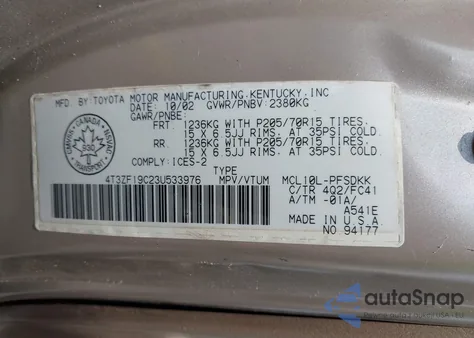 MFD. BY TOYOTA MOTOR MANUFACTURING, KENTUCKY, INC
DATE: 10/02 GVWR/PNBV 2380KG
GAWR/PNBE:
FRT. 1236KG WITH P205/70R15 TIRES.
15 X 6.5JJ RIMS. AT 35PSI COLD.
RR. 1236KG WITH P205/70R15 TIRES.
15 X 6.5JJ RIMS. AT 35PSI COLD.
COMPLY: ICES-2
TYPE
4T3ZF19C23U533976 MPV/VTUM MCL10L-PFSDKK
C/TR 4Q2/FC41
A/TM -01A/
A541E
MADE IN U.S.A
NO 94177
CANADA
TRANSPORT
autoSnap